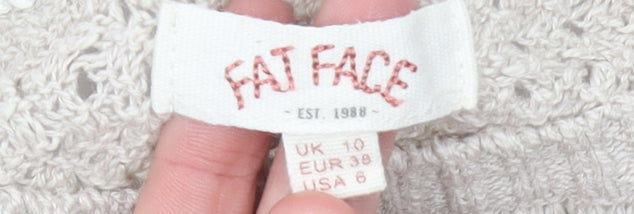 FAT FACE
~ EST. 1988 ~
UK 10
EUR 38
USA 6